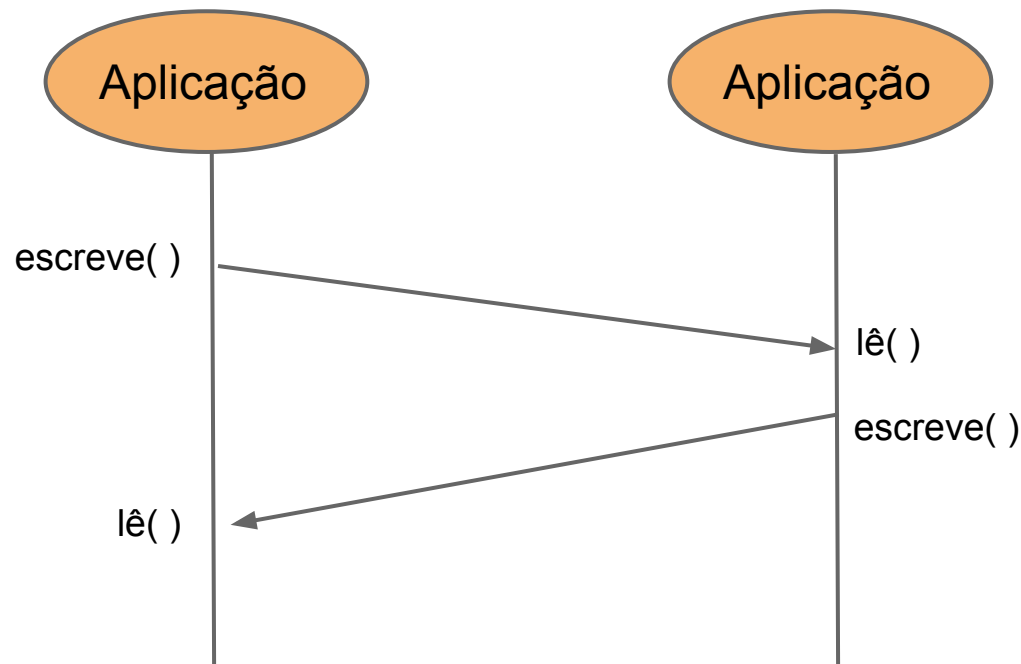 Aplicação
Aplicação
escreve( )
lê( )
escreve( )
lê( )